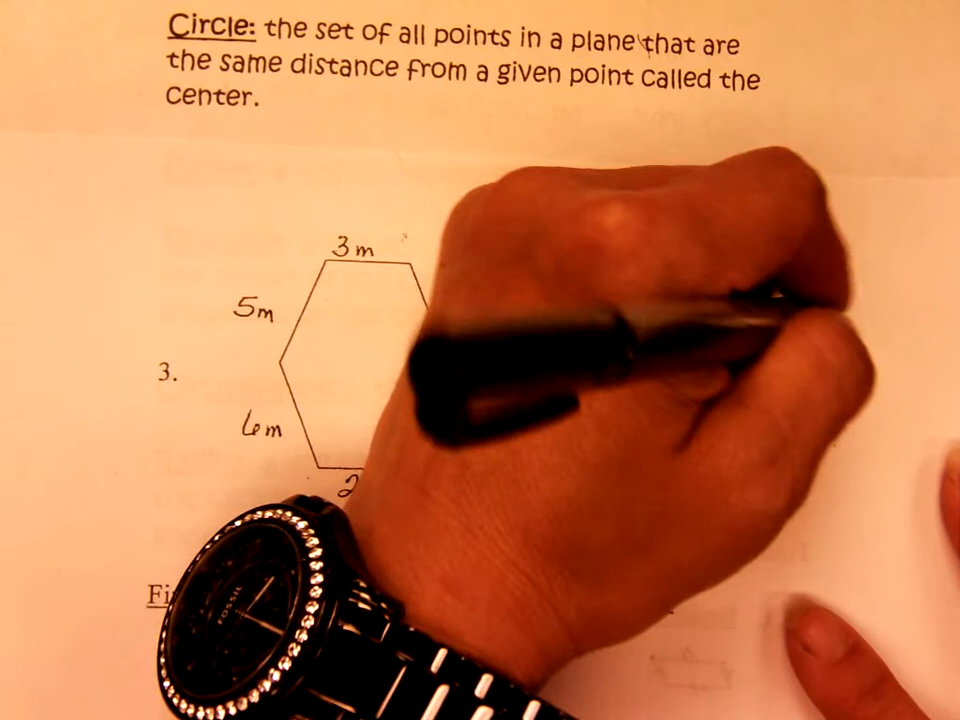 Circle: the set of all points in a plane that are
the same distance from a given point called the
center.
3 m
5m
3.
6m
2
FOSSIL